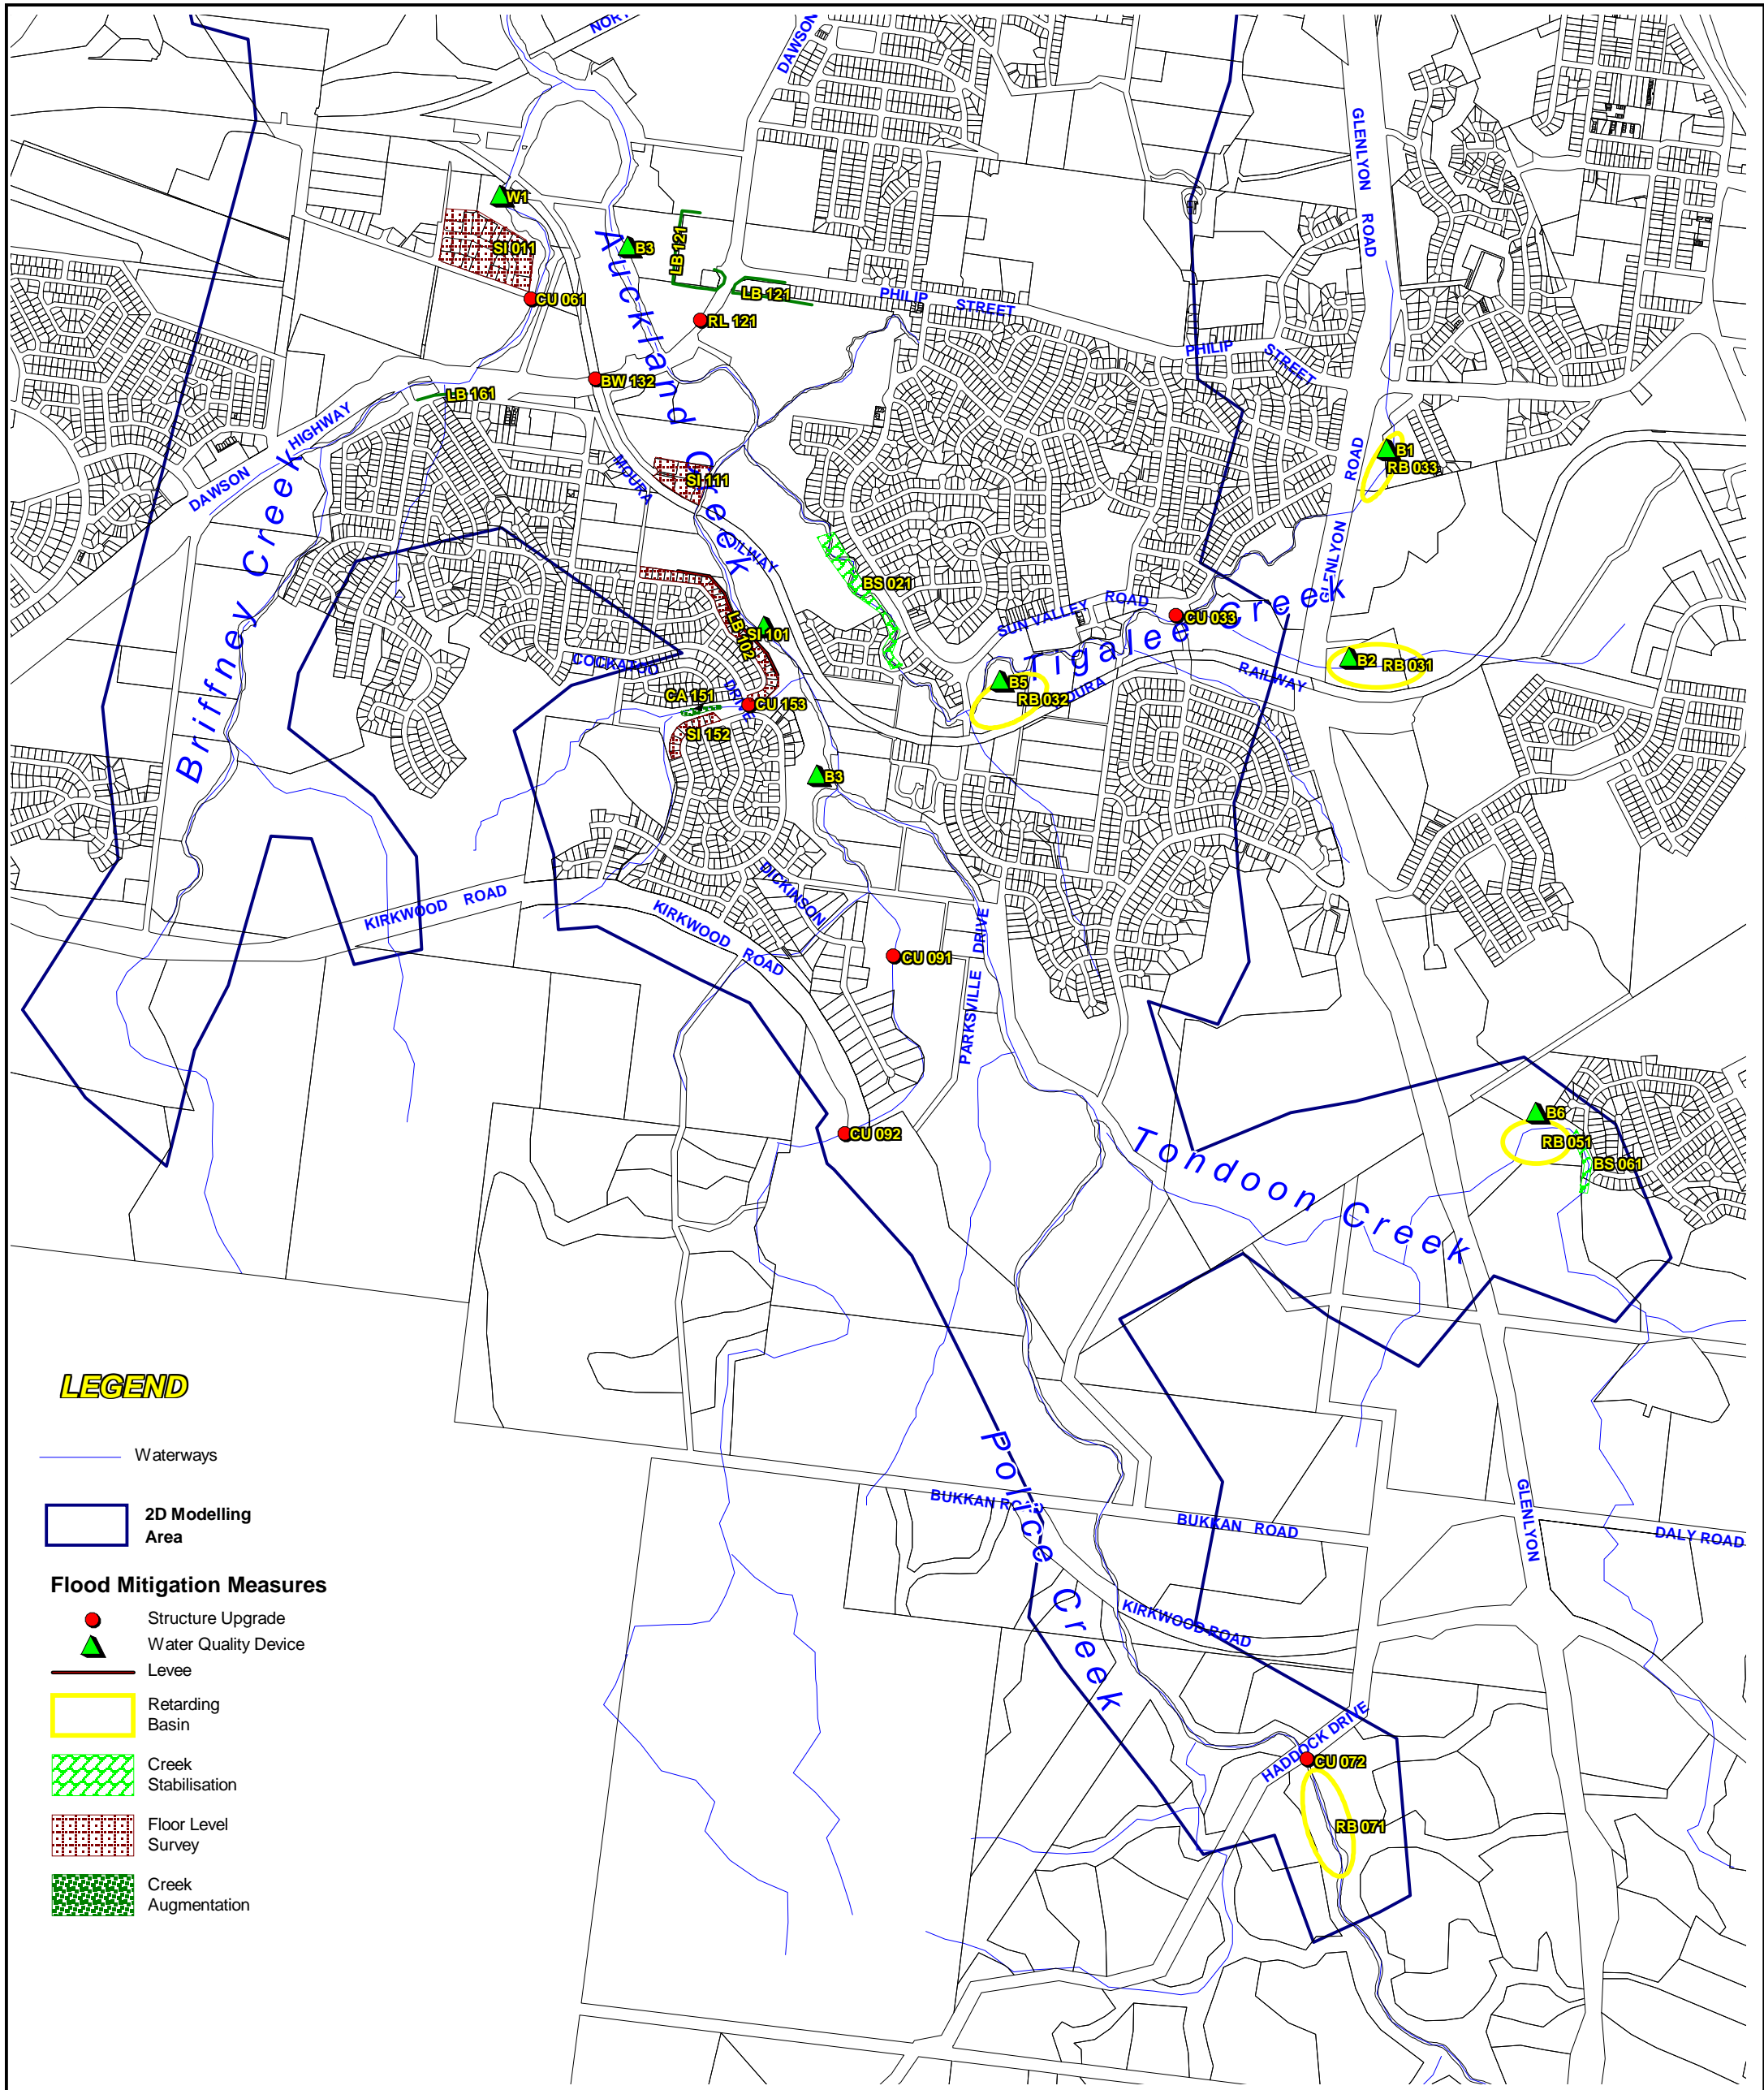 NORT
DAWSON
GLENLYON ROAD
W1
SI 011
B3
LB 121
Auckland Creek
LB 121
PHILIP STREET
CU 061
RL 121
PHILIP STREET
BW 132
LB 161
DAWSON HIGHWAY
Briffney Creek
MOURA RAILWAY
SI 111
B1
RB 033
GLENLYON ROAD
BS 021
SUN VALLEY ROAD
CU 033
Tigalee Creek
LB 102
SI 101
COCKATOO DRIVE
B2
RB 031
B5
RB 032
MOURA RAILWAY
CA 151
CU 153
SI 152
B3
KIRKWOOD ROAD
DICKINSON
KIRKWOOD ROAD
PARKSVILLE DRIVE
CU 091
CU 092
B6
RB 051
BS 061
Tondoon Creek
LEGEND
Waterways
2D Modelling
Area
Flood Mitigation Measures
Structure Upgrade
Water Quality Device
Levee
Retarding
Basin
Creek
Stabilisation
Floor Level
Survey
Creek
Augmentation
Police Creek
BUKKAN ROAD
BUKKAN ROAD
GLENLYON
DALY ROAD
KIRKWOOD ROAD
HADDOCK DRIVE
CU 072
RB 071